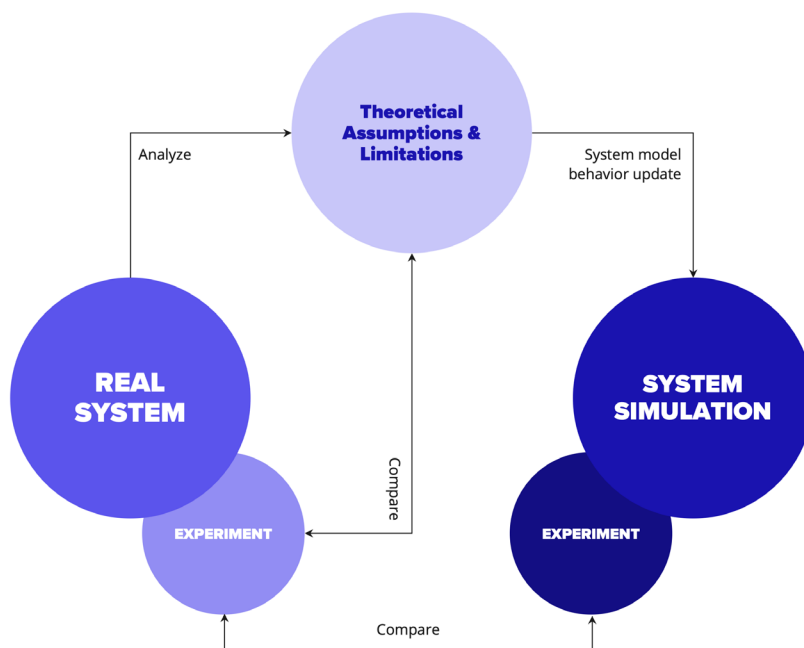 Theoretical
Assumptions &
Limitations
Analyze
System model
behavior update
REAL
SYSTEM
SYSTEM
SIMULATION
Compare
EXPERIMENT
EXPERIMENT
Compare